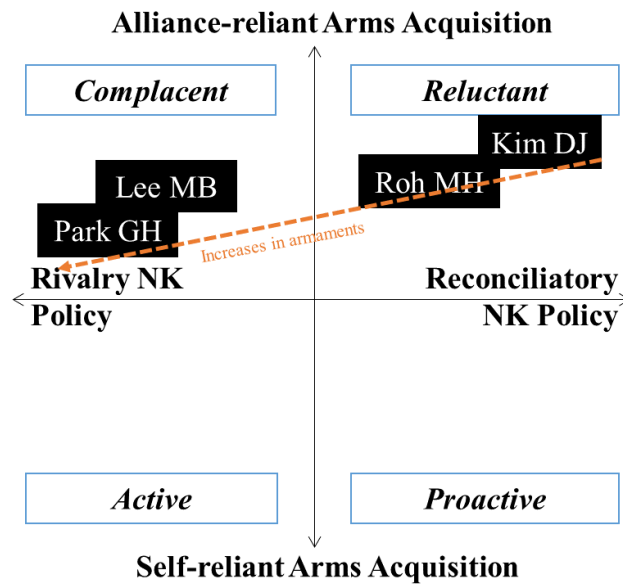 Alliance-reliant Arms Acquisition
Complacent
Reluctant
Kim DJ
Lee MB
Roh MH
Park GH
Increases in armaments
Rivalry NK
Policy
Reconciliatory
NK Policy
Active
Proactive
Self-reliant Arms Acquisition